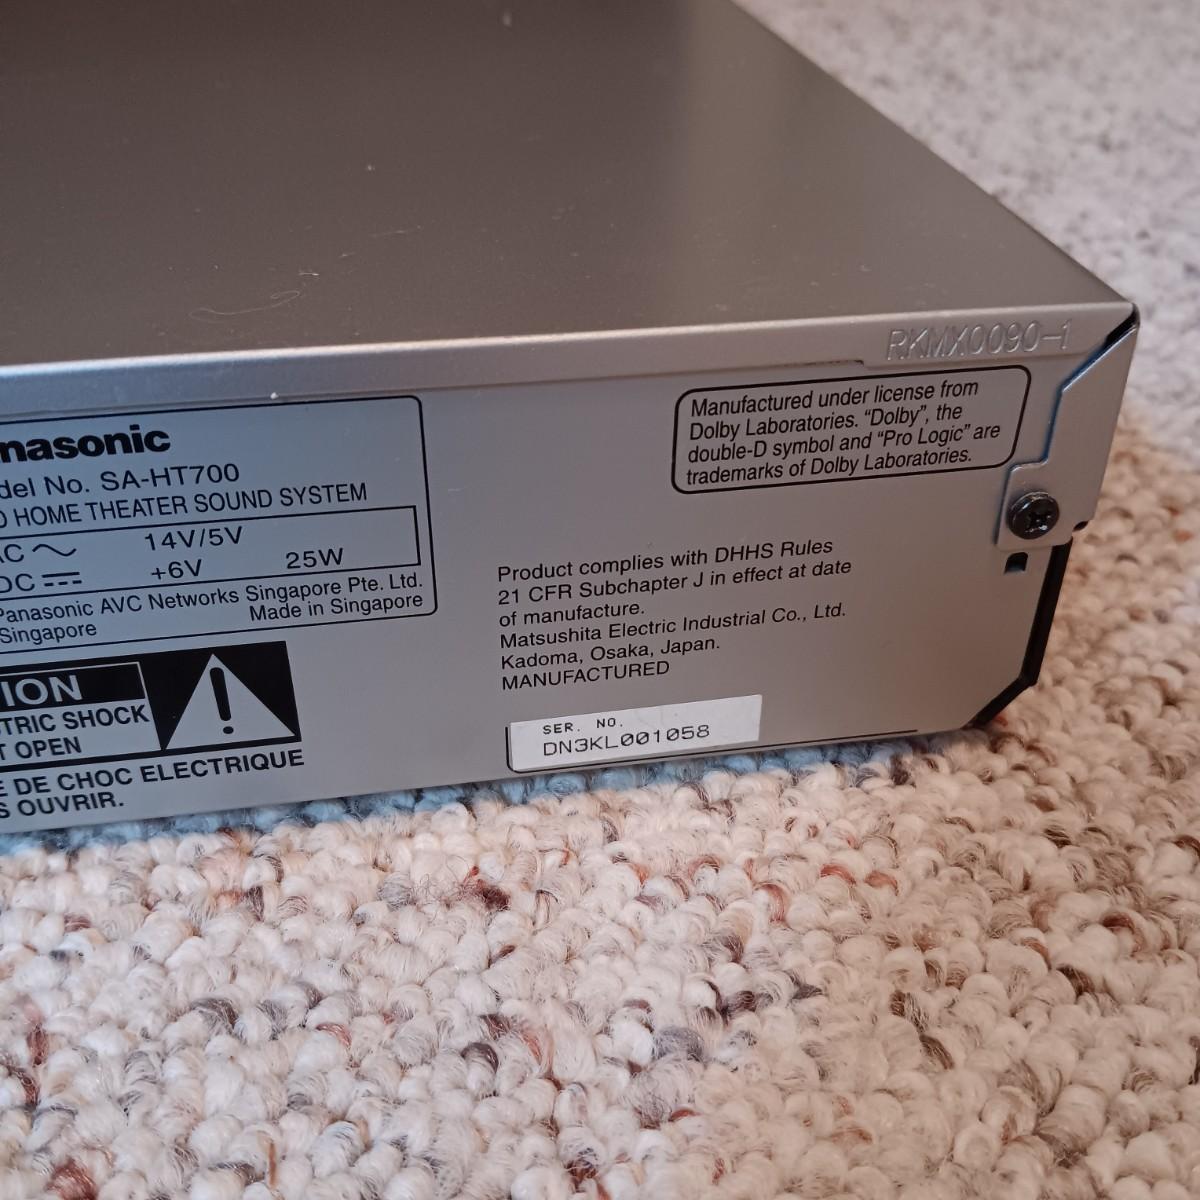 RKMX0090-1
nasonic
del No. SA-HT700
HOME THEATER SOUND SYSTEM
AC ~ 14V/5V
DC +6V 25W
Panasonic AVC Networks Singapore Pte. Ltd.
Singapore Made in Singapore
ION
TRIC SHOCK
T OPEN
E DE CHOC ELECTRIQUE
S OUVRIR.
Manufactured under license from
Dolby Laboratories. “Dolby”, the
double-D symbol and “Pro Logic” are
trademarks of Dolby Laboratories.
Product complies with DHHS Rules
21 CFR Subchapter J in effect at date
of manufacture.
Matsushita Electric Industrial Co., Ltd.
Kadoma, Osaka, Japan.
MANUFACTURED
SER. NO.
DN3KL001058